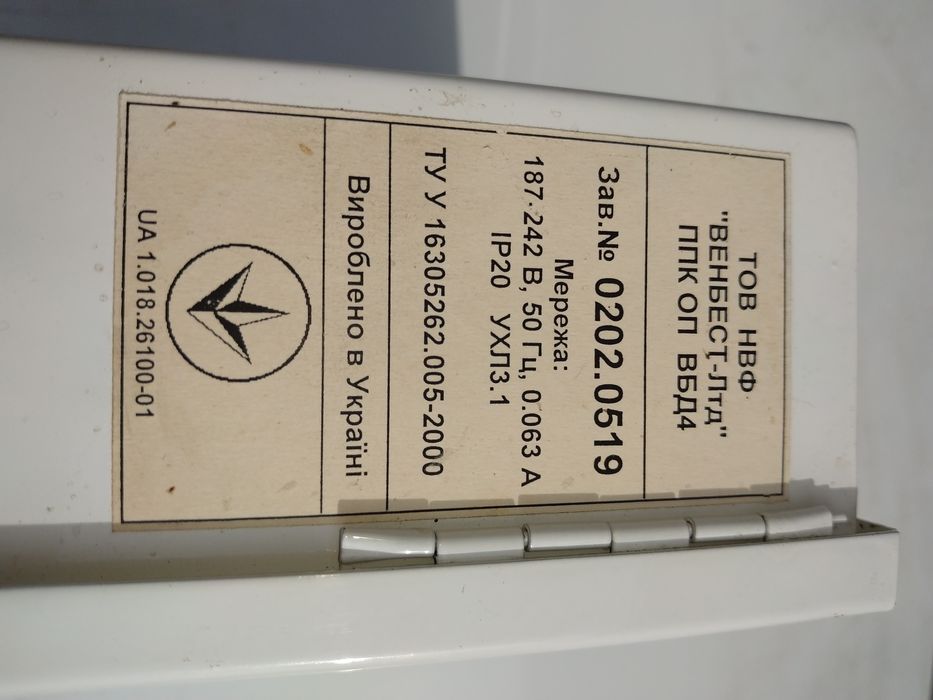 ТОВ НВФ
"ВЕНБЕСТ-Лтд"
ППК ОП ВБД4
Зав.№ 0202.0519
Мережа:
187-242 В, 50 Гц, 0.063 А
IP20 УХЛ3.1
ТУ У 16305262.005-2000
Вироблено в Україні
UA 1.018.26100-01